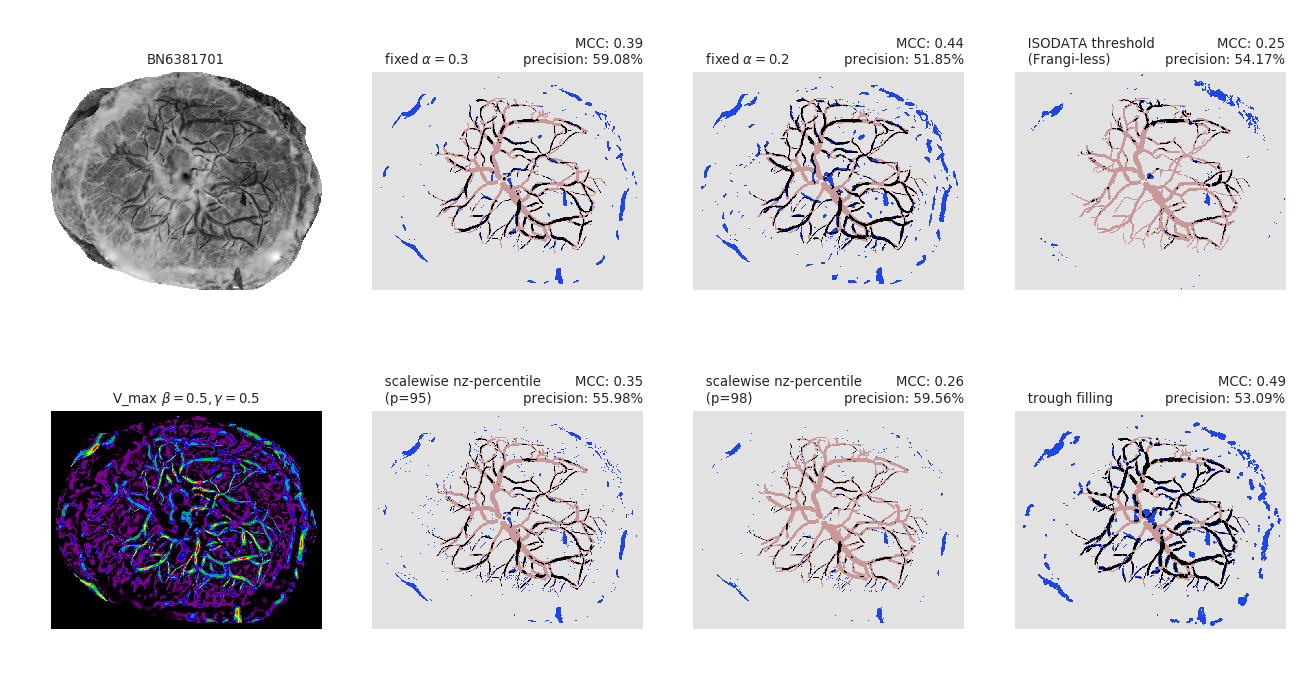 BN6381701
MCC: 0.39
fixed α = 0.3 precision: 59.08%
MCC: 0.44
fixed α = 0.2 precision: 51.85%
ISODATA threshold MCC: 0.25
(Frangi-less) precision: 54.17%
V_max β = 0.5, γ = 0.5
scalewise nz-percentile MCC: 0.35
(p=95) precision: 55.98%
scalewise nz-percentile MCC: 0.26
(p=98) precision: 59.56%
MCC: 0.49
trough filling precision: 53.09%